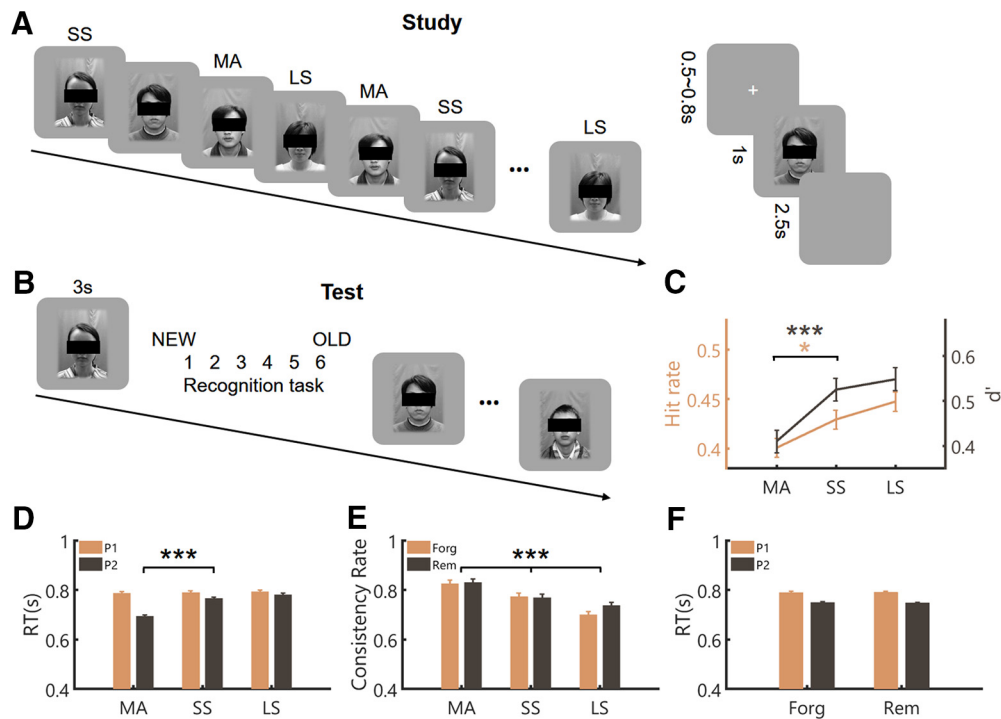 A
Study
SS
MA
LS
MA
SS
...
LS
0.5~0.8s
1s
2.5s
B
Test
3s
NEW
OLD
1 2 3 4 5 6
Recognition task
...
C
***
*
Hit rate
0.5
0.45
0.4
0.6
0.5
0.4
d'
MA SS LS
D
P1
P2
***
RT(s)
1
0.8
0.6
0.4
MA SS LS
E
Forg
Rem
***
Consistency Rate
1
0.8
0.6
0.4
MA SS LS
F
P1
P2
RT(s)
1
0.8
0.6
0.4
Forg Rem